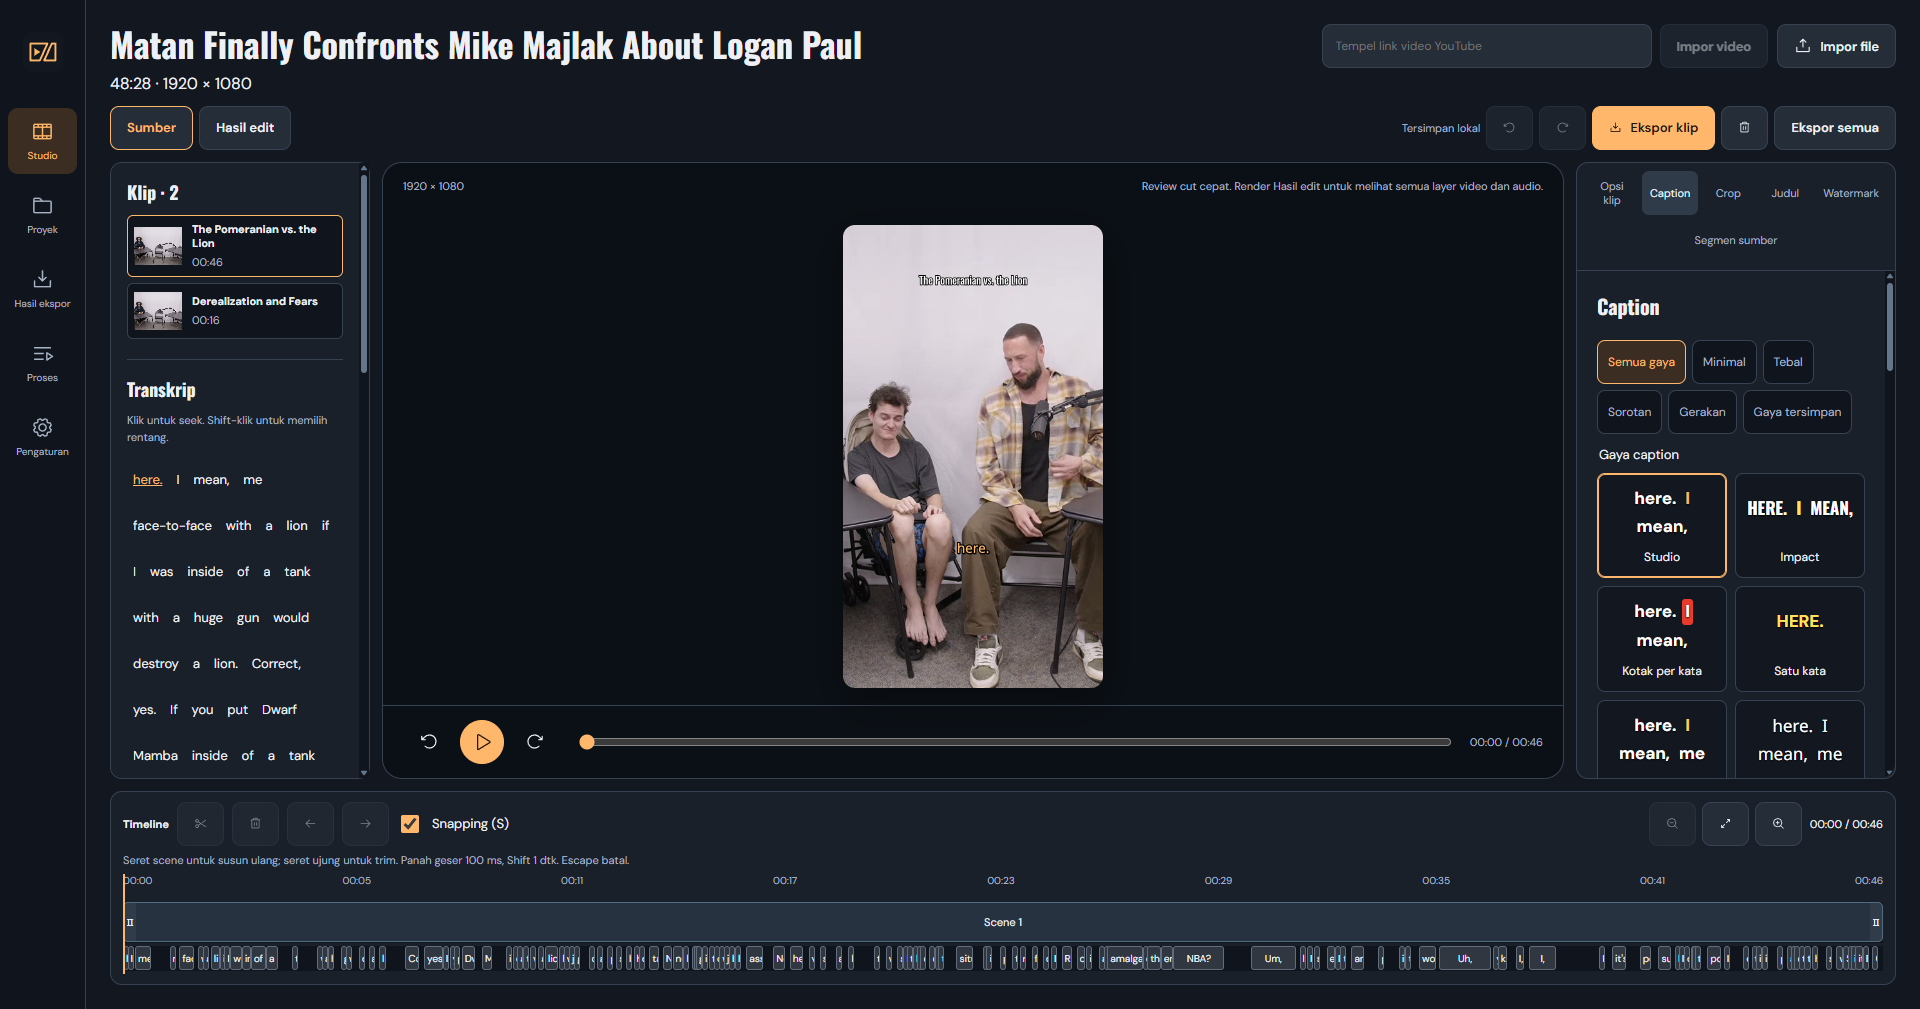 Matan Finally Confronts Mike Majlak About Logan Paul
48:28 · 1920 × 1080
Tempel link video YouTube
Impor video
Impor file
Sumber
Hasil edit
Tersimpan lokal
Ekspor klip
Ekspor semua
Studio
Proyek
Hasil ekspor
Proses
Pengaturan
Klip · 2
The Pomeranian vs. the
Lion
00:46
Derealization and Fears
00:16
Transkrip
Klik untuk seek. Shift-klik untuk memilih
rentang.
here. I mean, me
face-to-face with a lion if
I was inside of a tank
with a huge gun would
destroy a lion. Correct,
yes. If you put Dwarf
Mamba inside of a tank
1920 × 1080
Review cut cepat. Render Hasil edit untuk melihat semua layer video dan audio.
The Pomeranian vs. the Lion
here.
00:00 / 00:46
Opsi
klip
Caption
Crop
Judul
Watermark
Segmen sumber
Caption
Semua gaya
Minimal
Tebal
Sorotan
Gerakan
Gaya tersimpan
Gaya caption
here. I
mean,
Studio
HERE. I MEAN,
Impact
here. I
mean,
Kotak per kata
HERE.
Satu kata
here. I
mean, me
here. I
mean, me
Timeline
Snapping (S)
00:00 / 00:46
Seret scene untuk susun ulang; seret ujung untuk trim. Panah geser 100 ms, Shift 1 dtk. Escape batal.
00:00 00:05 00:11 00:17 00:23 00:29 00:35 00:41 00:46
Scene 1
me of a NBA? Um, Uh, I,